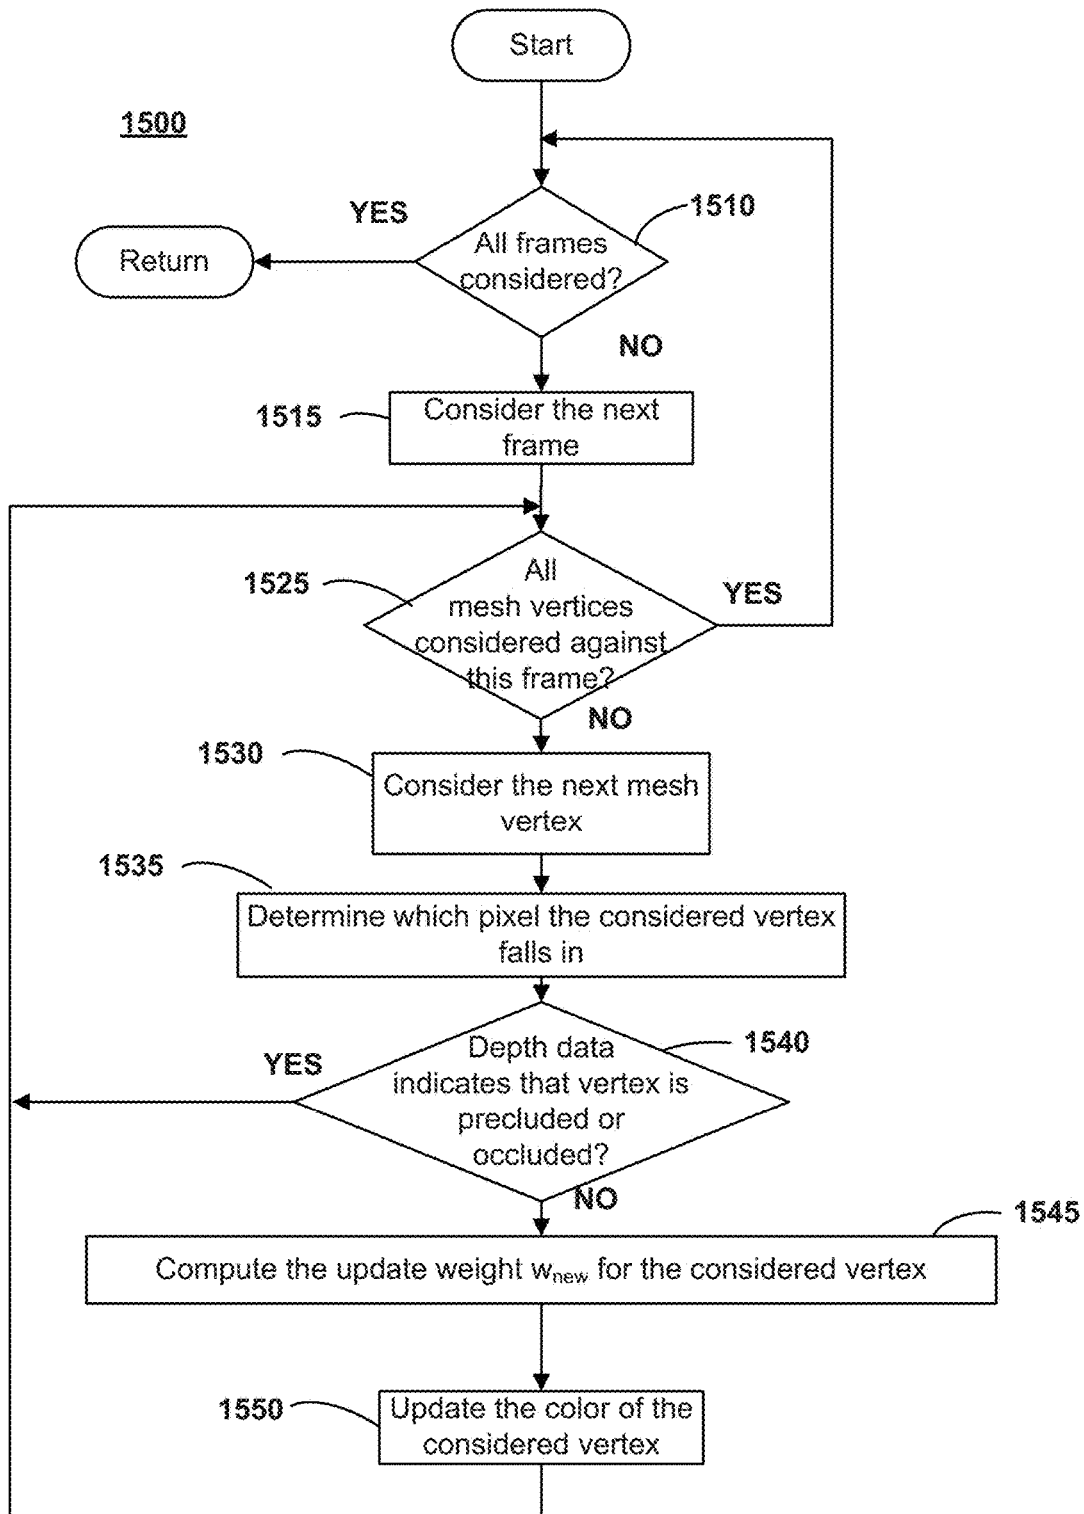 Start
1500
YES
1510
All frames
considered?
Return
NO
1515
Consider the next
frame
1525
All
mesh vertices
considered against
this frame?
YES
NO
1530
Consider the next mesh
vertex
1535
Determine which pixel the considered vertex
falls in
1540
YES
Depth data
indicates that vertex is
precluded or
occluded?
NO
1545
Compute the update weight wnew for the considered vertex
1550
Update the color of the
considered vertex